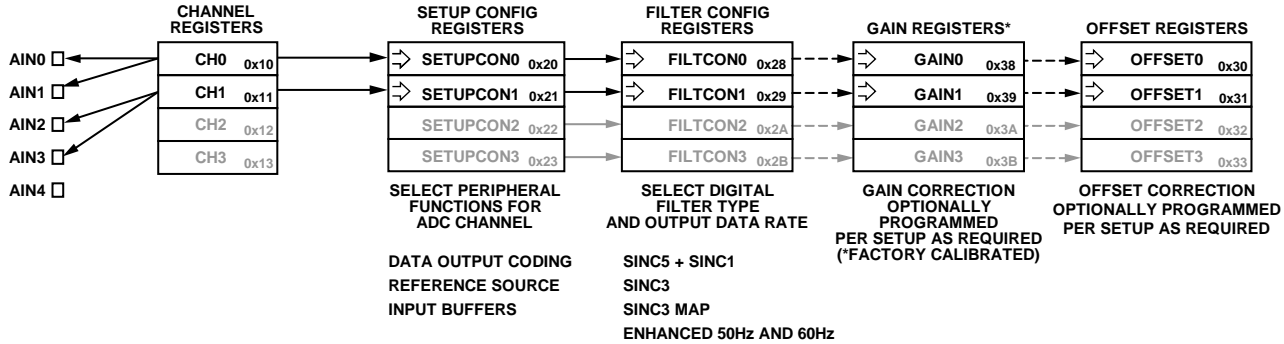 CHANNEL
REGISTERS
SETUP CONFIG
REGISTERS
FILTER CONFIG
REGISTERS
GAIN REGISTERS*
OFFSET REGISTERS
AIN0
AIN1
AIN2
AIN3
AIN4
CH0 0x10
CH1 0x11
CH2 0x12
CH3 0x13
SETUPCON0 0x20
SETUPCON1 0x21
SETUPCON2 0x22
SETUPCON3 0x23
FILTCON0 0x28
FILTCON1 0x29
FILTCON2 0x2A
FILTCON3 0x2B
GAIN0 0x38
GAIN1 0x39
GAIN2 0x3A
GAIN3 0x3B
OFFSET0 0x30
OFFSET1 0x31
OFFSET2 0x32
OFFSET3 0x33
SELECT PERIPHERAL
FUNCTIONS FOR
ADC CHANNEL
SELECT DIGITAL
FILTER TYPE
AND OUTPUT DATA RATE
GAIN CORRECTION
OPTIONALLY
PROGRAMMED
PER SETUP AS REQUIRED
(*FACTORY CALIBRATED)
OFFSET CORRECTION
OPTIONALLY PROGRAMMED
PER SETUP AS REQUIRED
DATA OUTPUT CODING
REFERENCE SOURCE
INPUT BUFFERS
SINC5 + SINC1
SINC3
SINC3 MAP
ENHANCED 50Hz AND 60Hz